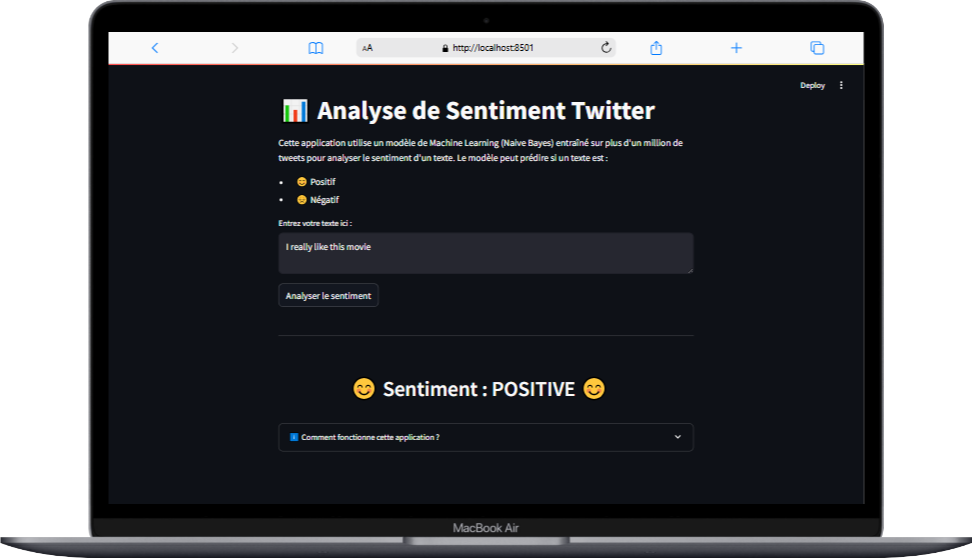 AA
http://localhost:8501
Deploy
Analyse de Sentiment Twitter
Cette application utilise un modèle de Machine Learning (Naive Bayes) entraîné sur plus d'un million de
tweets pour analyser le sentiment d'un texte. Le modèle peut prédire si un texte est :
Positif
Négatif
Entrez votre texte ici :
I really like this movie
Analyser le sentiment
Sentiment : POSITIVE
Comment fonctionne cette application ?
MacBook Air